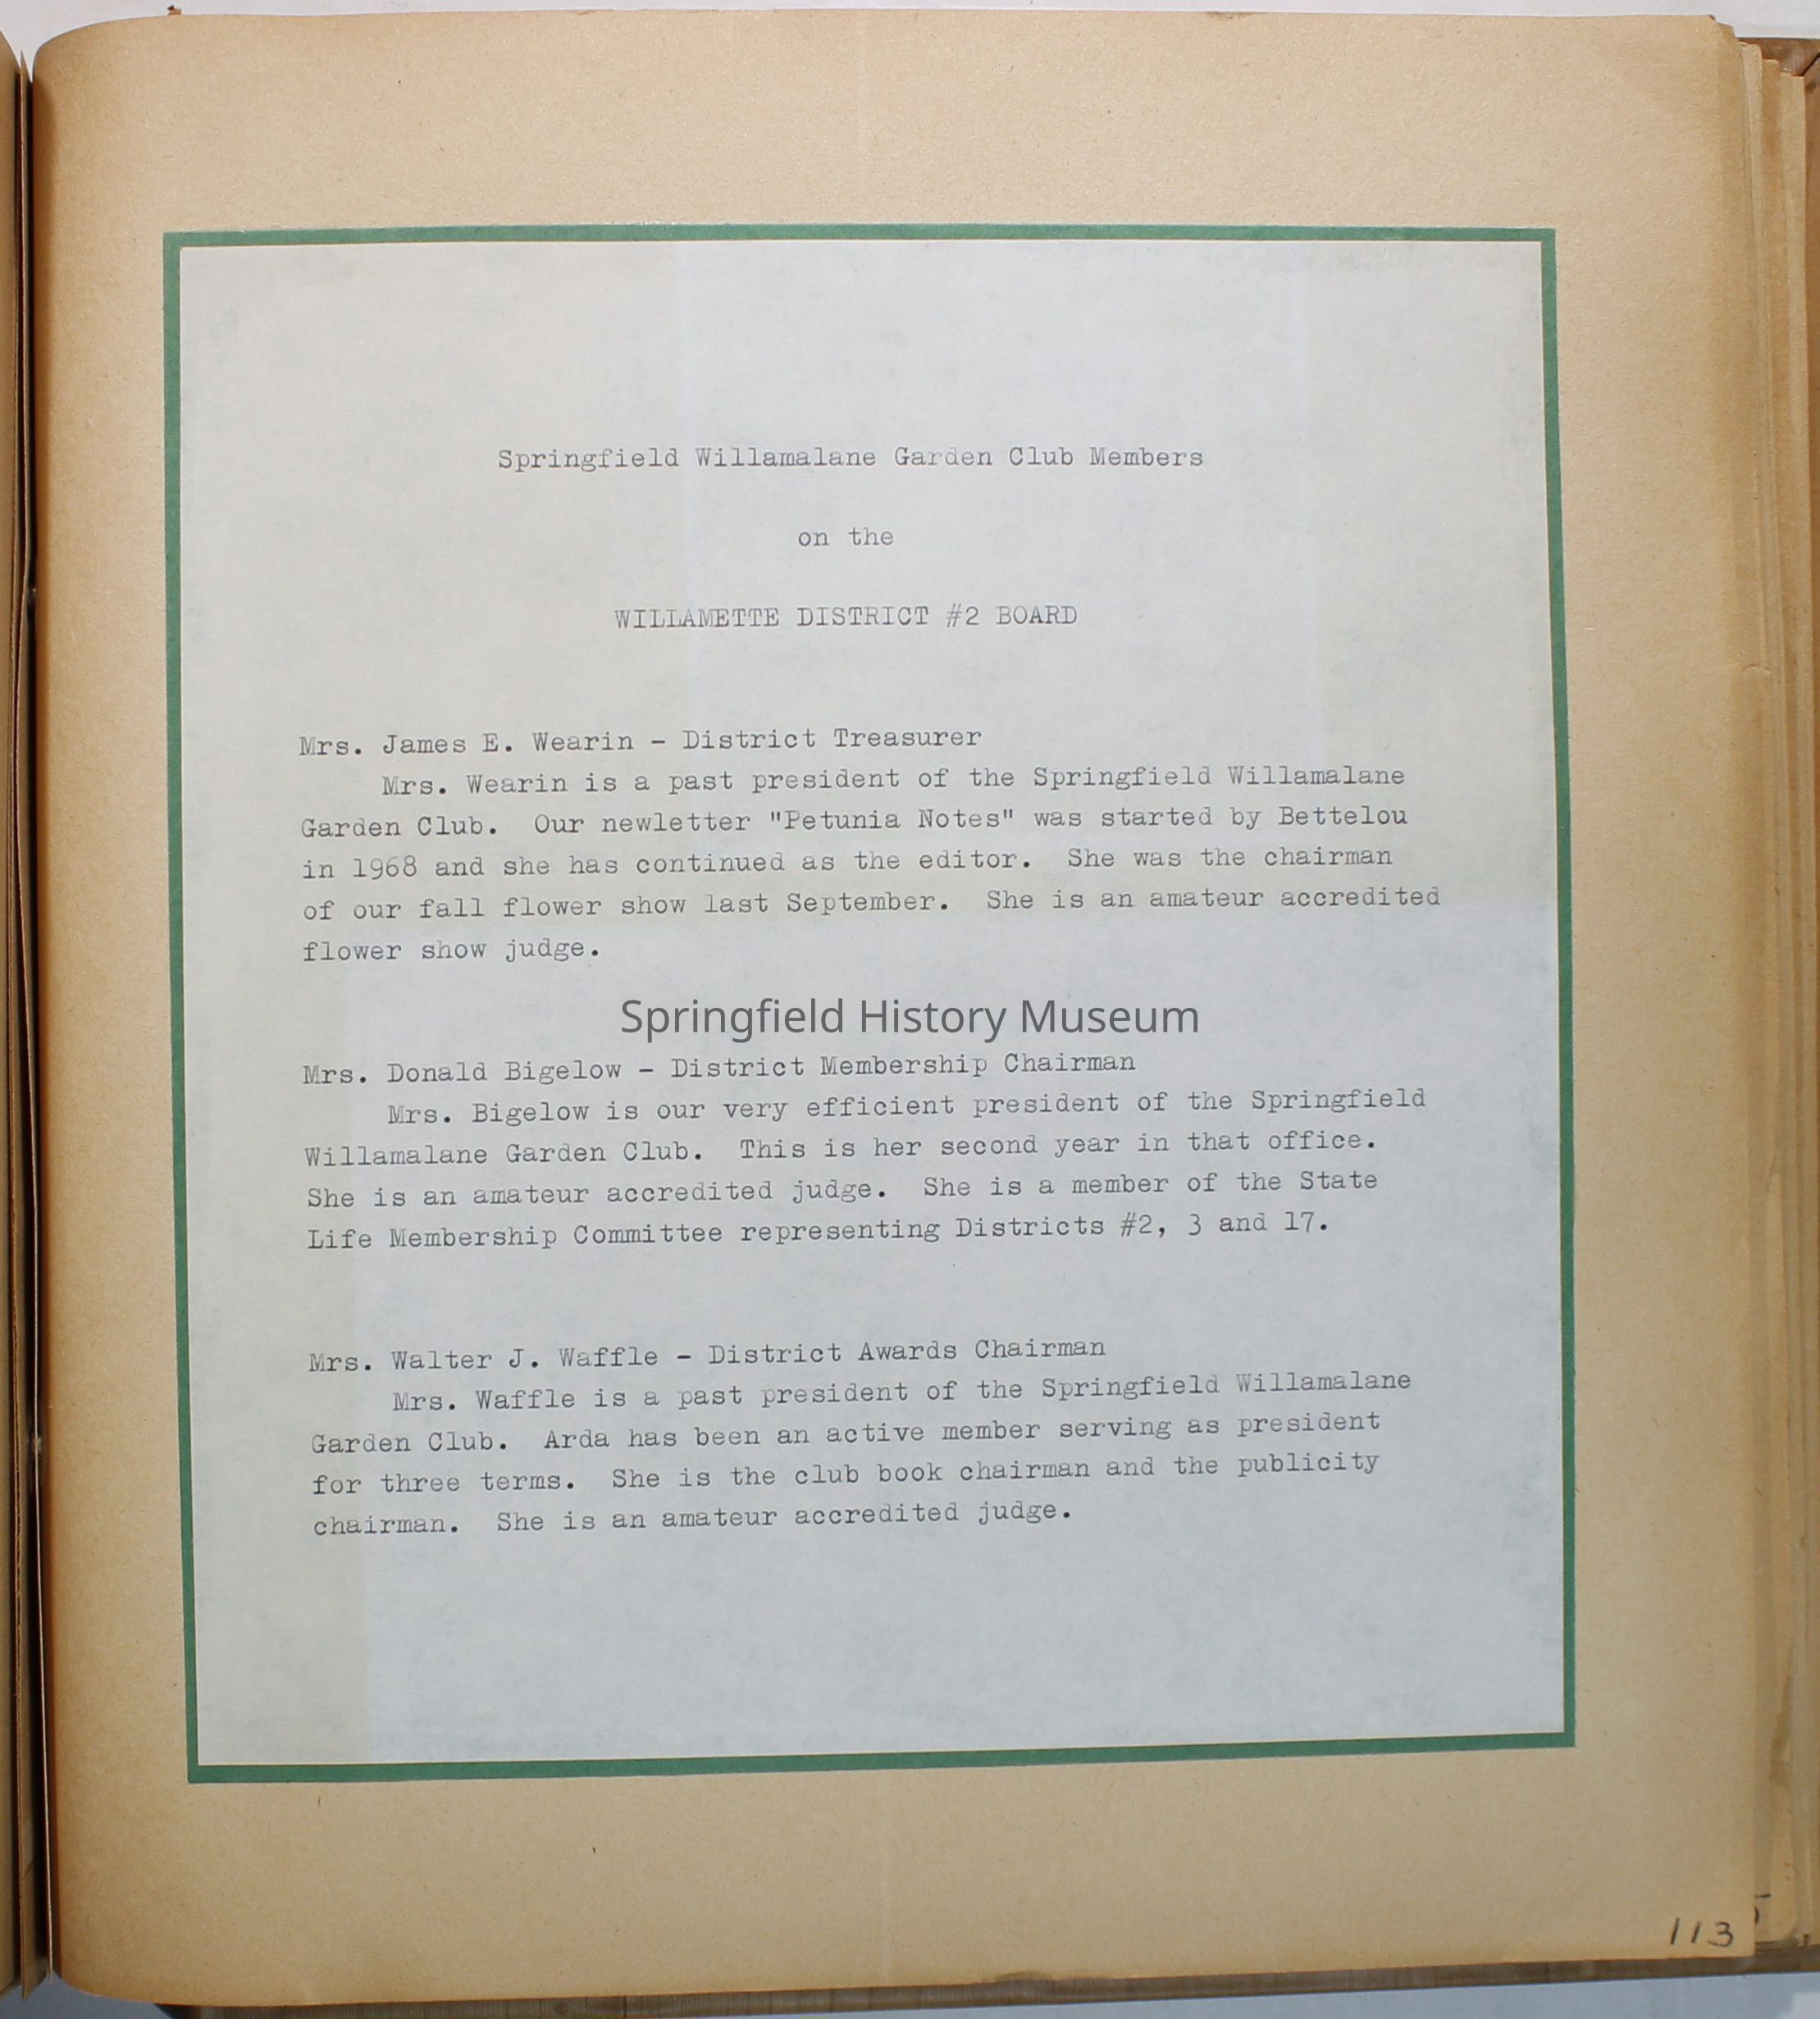 Springfield Willamalane Garden Club Members
on the
WILLAMETTE DISTRICT #2 BOARD
Mrs. James E. Wearin - District Treasurer
Mrs. Wearin is a past president of the Springfield Willamalane
Garden Club. Our newletter "Petunia Notes" was started by Bettelou
in 1968 and she has continued as the editor. She was the chairman
of our fall flower show last September. She is an amateur accredited
flower show judge.
Springfield History Museum
Mrs. Donald Bigelow - District Membership Chairman
Mrs. Bigelow is our very efficient president of the Springfield
Willamalane Garden Club. This is her second year in that office.
She is an amateur accredited judge. She is a member of the State
Life Membership Committee representing Districts #2, 3 and 17.
Mrs. Walter J. Waffle - District Awards Chairman
Mrs. Waffle is a past president of the Springfield Willamalane
Garden Club. Arda has been an active member serving as president
for three terms. She is the club book chairman and the publicity
chairman. She is an amateur accredited judge.
113